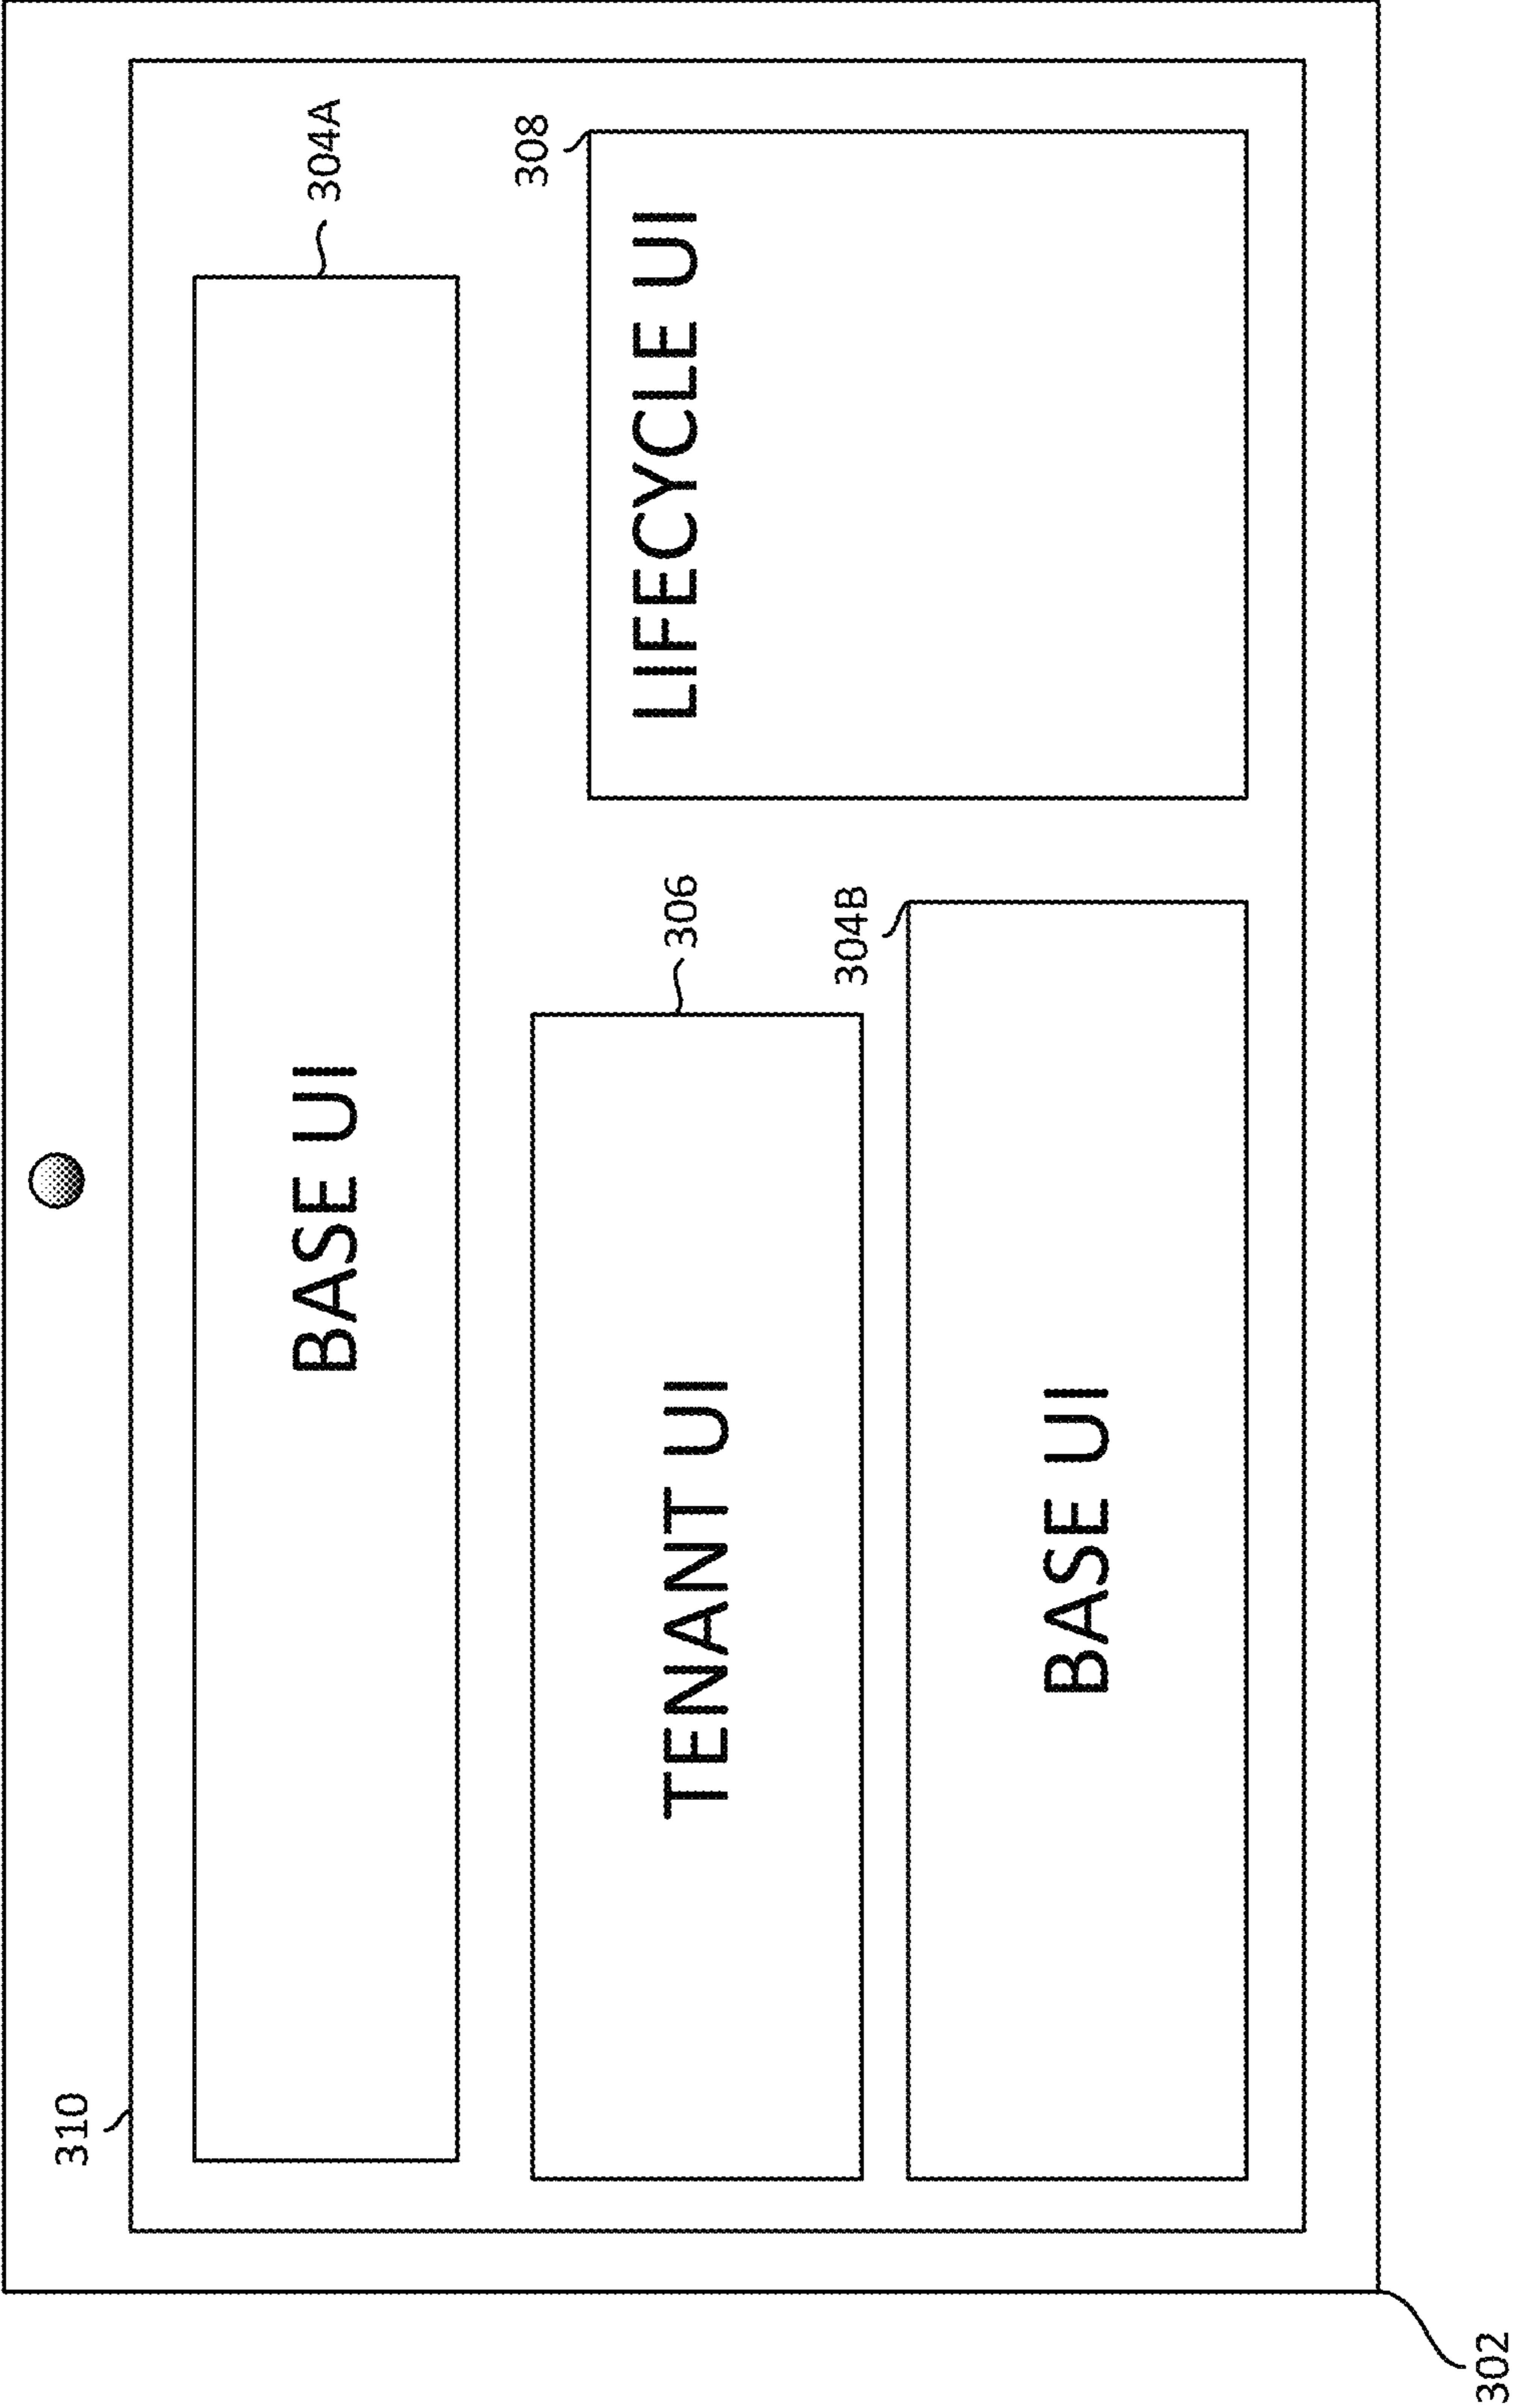 310
304A
BASE UI
308
LIFECYCLE UI
306
TENANT UI
304B
BASE UI
302